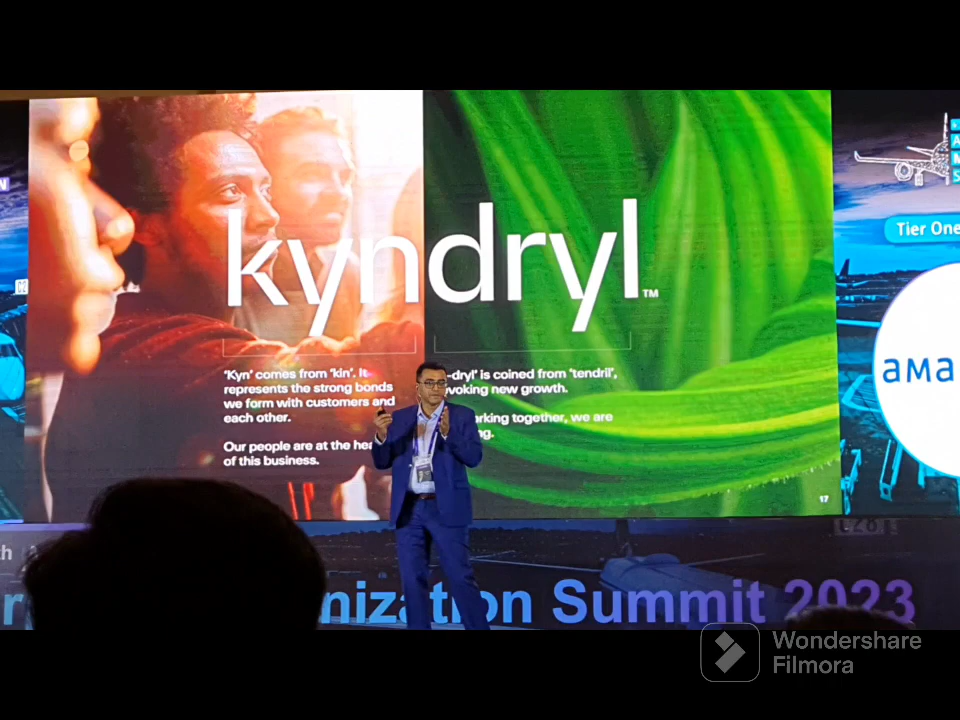 kyndryl™
'Kyn' comes from 'kin'. It
represents the strong bonds
we form with customers and
each other.
Our people are at the hea
of this business.
-dryl' is coined from 'tendril',
voking new growth.
rking together, we are
ng.
17
N
A
M
S
Tier One
ama
th
nization Summit 2023
Wondershare
Filmora